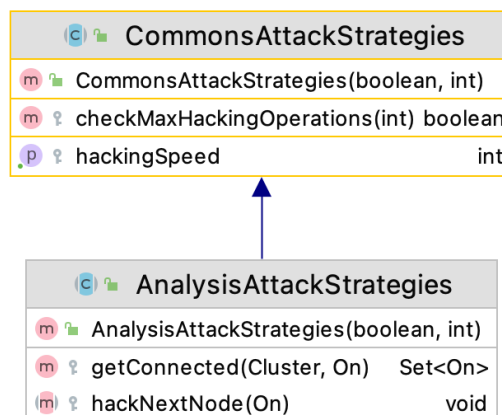 CommonsAttackStrategies
CommonsAttackStrategies(boolean, int)
checkMaxHackingOperations(int) boolean
hackingSpeed int
AnalysisAttackStrategies
AnalysisAttackStrategies(boolean, int)
getConnected(Cluster, On) Set<On>
hackNextNode(On) void